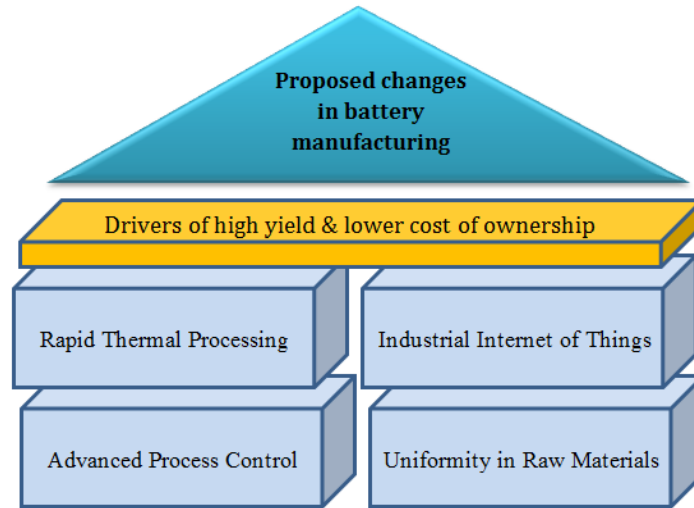 Proposed changes
in battery
manufacturing
Drivers of high yield & lower cost of ownership
Rapid Thermal Processing
Industrial Internet of Things
Advanced Process Control
Uniformity in Raw Materials